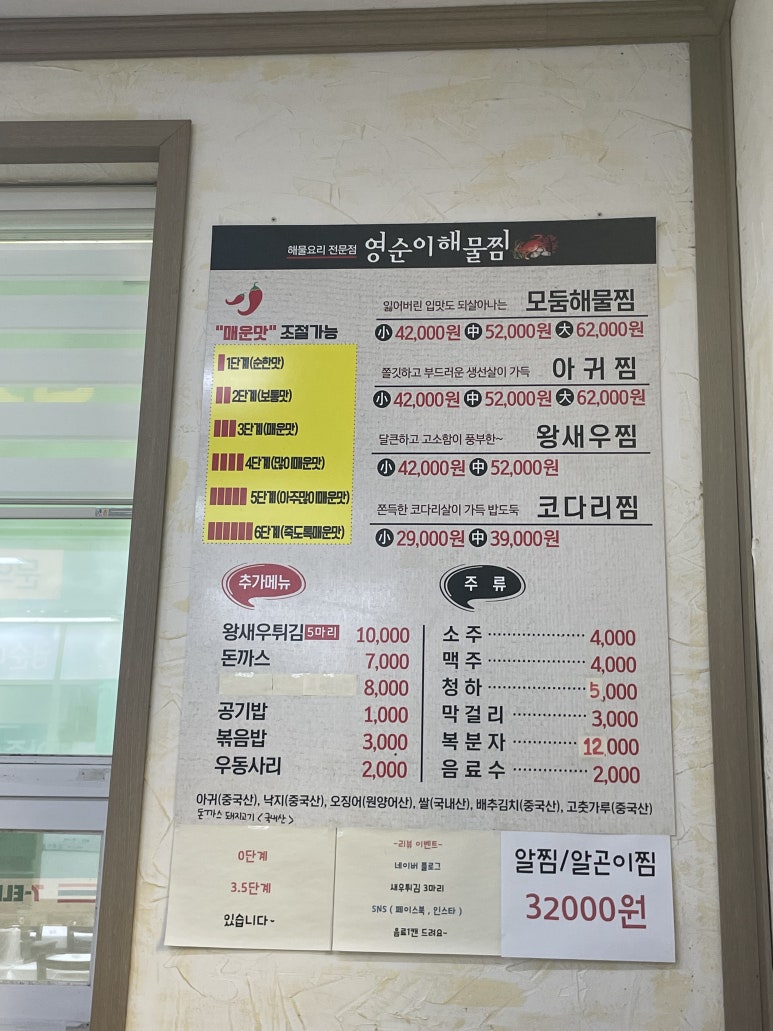 해물요리 전문점 영순이해물찜
"매운맛" 조절가능
1단계(순한맛)
2단계(보통맛)
3단계(매운맛)
4단계(많이매운맛)
5단계(아주많이매운맛)
6단계(죽도록매운맛)
잃어버린 입맛도 되살아나는 모둠해물찜
小 42,000원 中 52,000원 大 62,000원
쫄깃하고 부드러운 생선살이 가득 아귀찜
小 42,000원 中 52,000원 大 62,000원
달큰하고 고소함이 풍부한~ 왕새우찜
小 42,000원 中 52,000원
쫀득한 코다리살이 가득 밥도둑 코다리찜
小 29,000원 中 39,000원
추가메뉴
왕새우튀김 5마리 10,000
돈까스 7,000
8,000
공기밥 1,000
볶음밥 3,000
우동사리 2,000
주 류
소주 4,000
맥주 4,000
청하 5,000
막걸리 3,000
복분자 12,000
음료수 2,000
아귀(중국산), 낙지(중국산), 오징어(원양어산), 쌀(국내산), 배추김치(중국산), 고춧가루(중국산)
돈까스 돼지고기 <국내산>
0단계
3.5단계
있습니다~
-리뷰 이벤트-
네이버 블로그
새우튀김 3마리
SNS ( 페이스북 , 인스타 )
음료1캔 드려요~
알찜/알곤이찜
32000원
7-EL